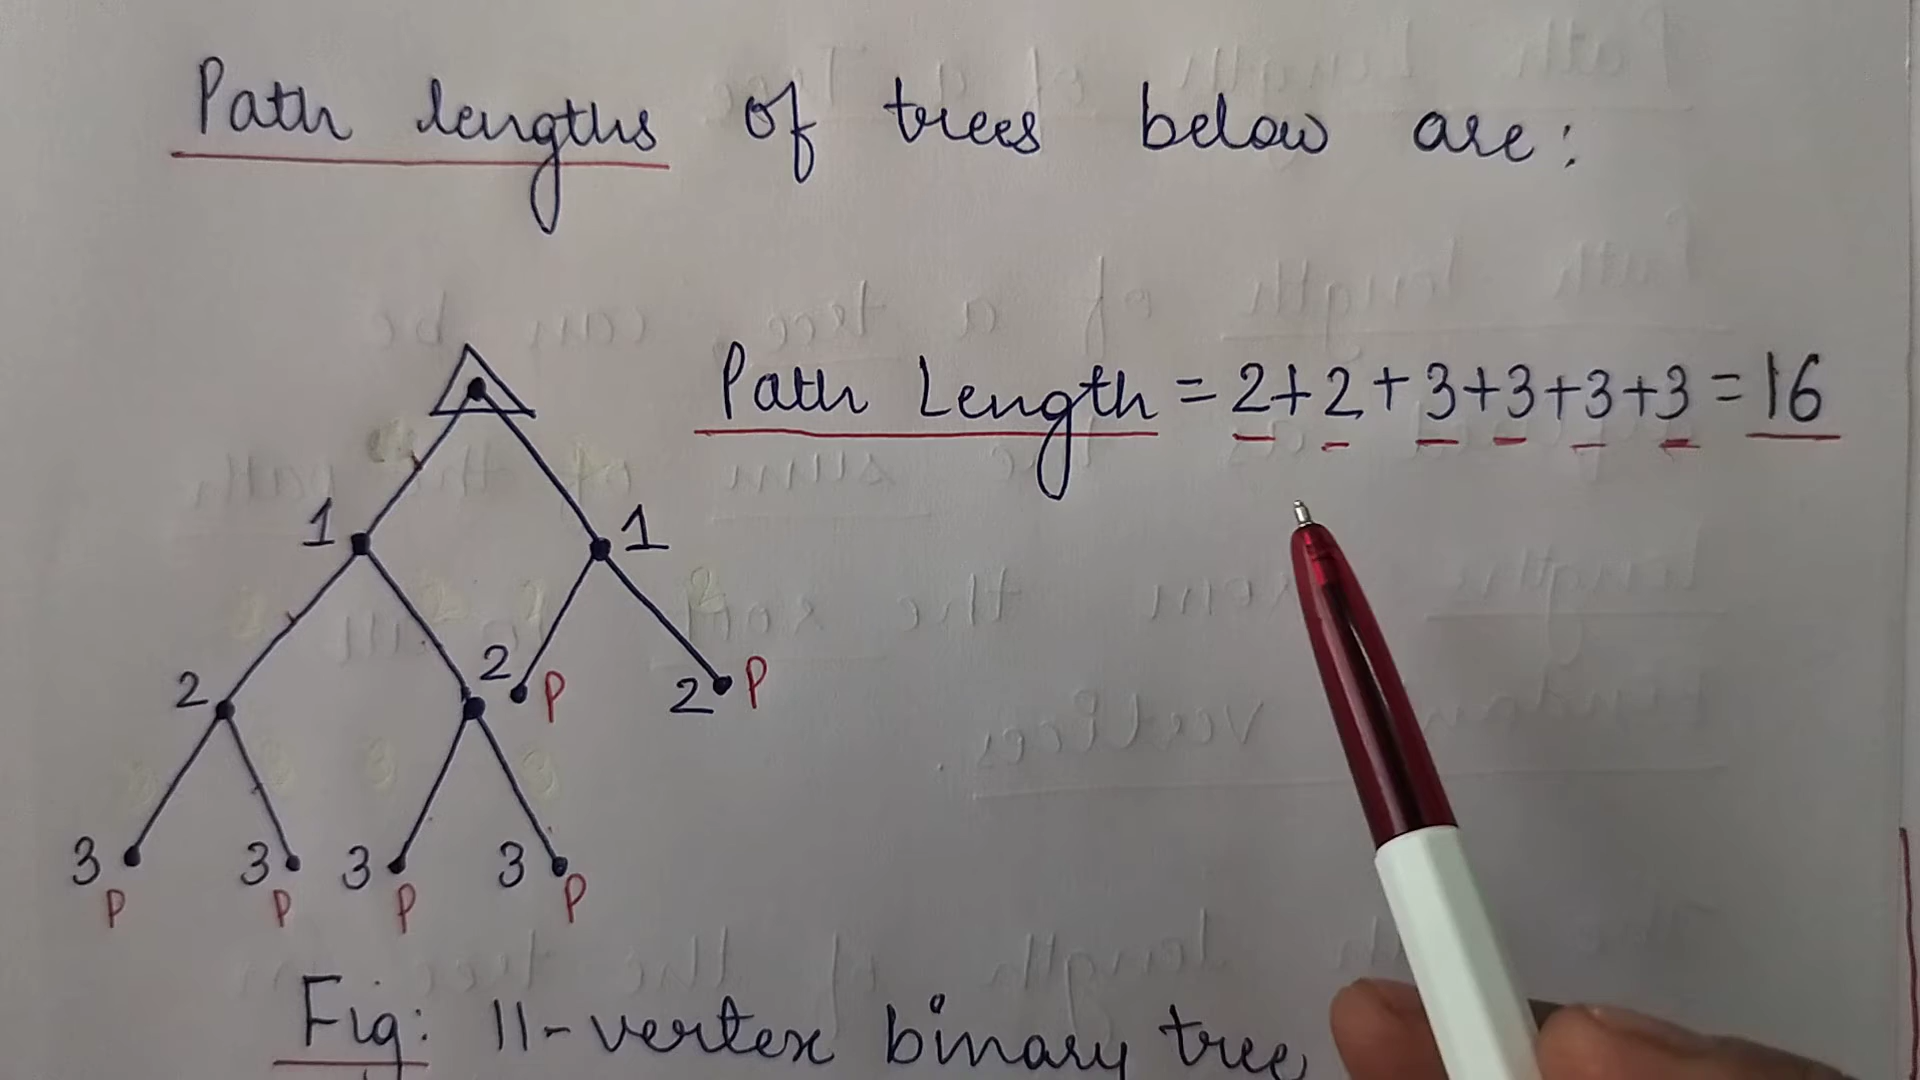 Path lengths of trees below are:
Path Length = 2+2+3+3+3+3 = 16
1 1
2 2 P 2 P
3 3 3 3
P P P P
Fig: 11-vertex binary tree